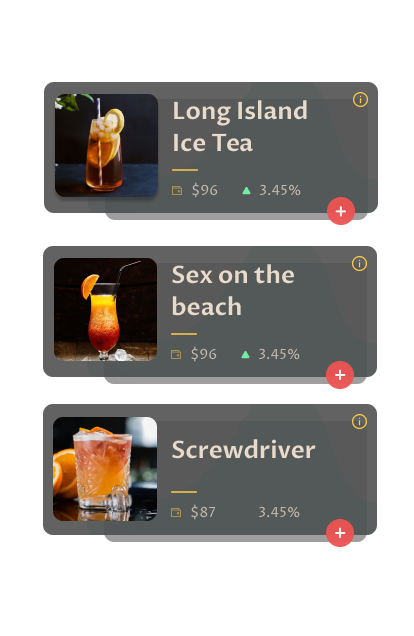 Long Island
Ice Tea
$96 3.45%
Sex on the
beach
$96 3.45%
Screwdriver
$87 3.45%